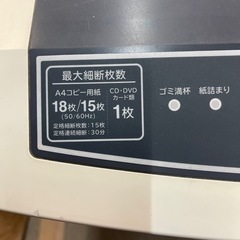 最大細断枚数
A4コピー用紙
18枚/15枚
(50/60Hz)
CD・DVD
カード類
1枚
定格細断枚数:15枚
定格連続細断:30分
ゴミ満杯
紙詰まり